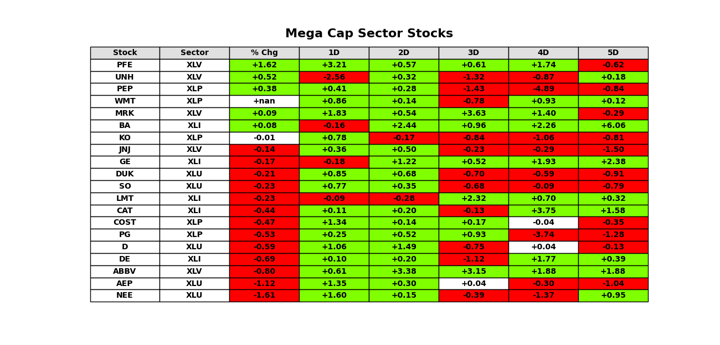 Mega Cap Sector Stocks
Stock Sector % Chg 1D 2D 3D 4D 5D
PFE XLV +1.62 +3.21 +0.57 +0.61 +1.74 -0.62
UNH XLV +0.52 -2.56 +0.32 -1.32 -0.87 +0.18
PEP XLP +0.38 +0.41 +0.28 -1.43 -4.89 -0.84
WMT XLP +nan +0.86 +0.14 -0.78 +0.93 +0.12
MRK XLV +0.09 +1.83 +0.54 +3.63 +1.40 -0.29
BA XLI +0.08 -0.16 +2.44 +0.96 +2.26 +6.06
KO XLP -0.01 +0.78 -0.17 -0.84 -1.06 -0.81
JNJ XLV -0.14 +0.36 +0.50 -0.23 -0.29 -1.50
GE XLI -0.17 -0.18 +1.22 +0.52 +1.93 +2.38
DUK XLU -0.21 +0.85 +0.68 -0.70 -0.59 -0.91
SO XLU -0.23 +0.77 +0.35 -0.68 -0.09 -0.79
LMT XLI -0.23 -0.09 -0.28 +2.32 +0.70 +0.32
CAT XLI -0.44 +0.11 +0.20 -0.13 +3.75 +1.58
COST XLP -0.47 +1.34 +0.14 +0.17 -0.04 -0.35
PG XLP -0.53 +0.25 +0.52 +0.93 -3.74 -1.28
D XLU -0.59 +1.06 +1.49 -0.75 +0.04 -0.13
DE XLI -0.69 +0.10 +0.20 -1.12 +1.77 +0.39
ABBV XLV -0.80 +0.61 +3.38 +3.15 +1.88 +1.88
AEP XLU -1.12 +1.35 +0.30 +0.04 -0.30 -1.04
NEE XLU -1.61 +1.60 +0.15 -0.39 -1.37 +0.95